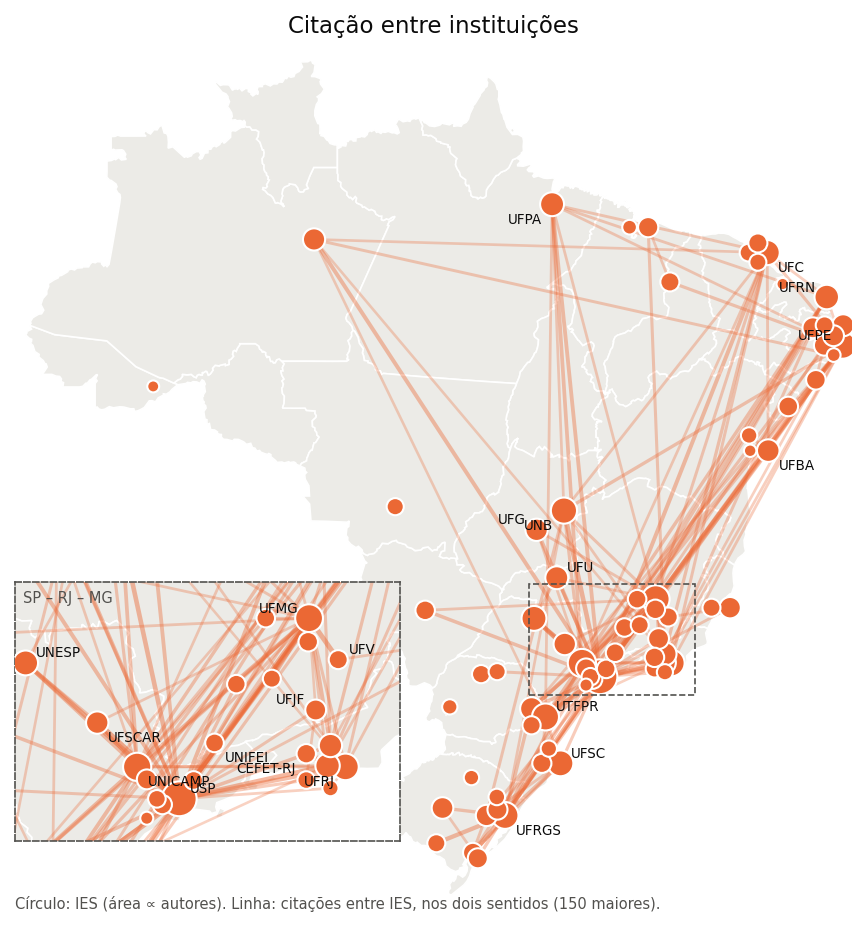 Citação entre instituições
UFPA
UFC
UFRN
UFPE
UFBA
UFG
UNB
UFU
SP – RJ – MG
UFMG
UNESP
UFV
UFJF
UFSCAR
UNIFEI
CEFET-RJ
UNICAMP
UFRJ
USP
UTFPR
UFSC
UFRGS
Círculo: IES (área ∝ autores). Linha: citações entre IES, nos dois sentidos (150 maiores).